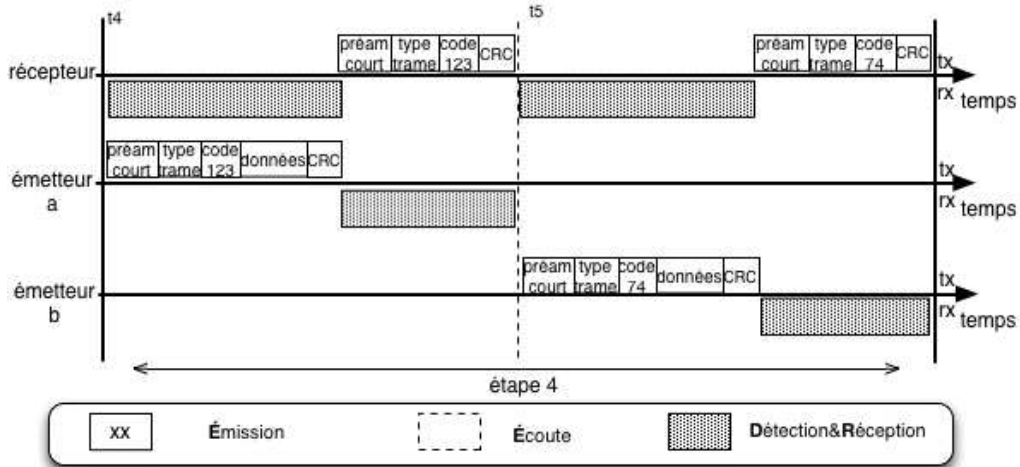 t4
t5
préam type code CRC
court trame 123
préam type code CRC
court trame 74
récepteur
tx
rx temps
préam type code données CRC
court trame 123
émetteur
a
tx
rx temps
préam type code données CRC
court trame 74
émetteur
b
tx
rx temps
étape 4
xx Émission Écoute Détection&Réception